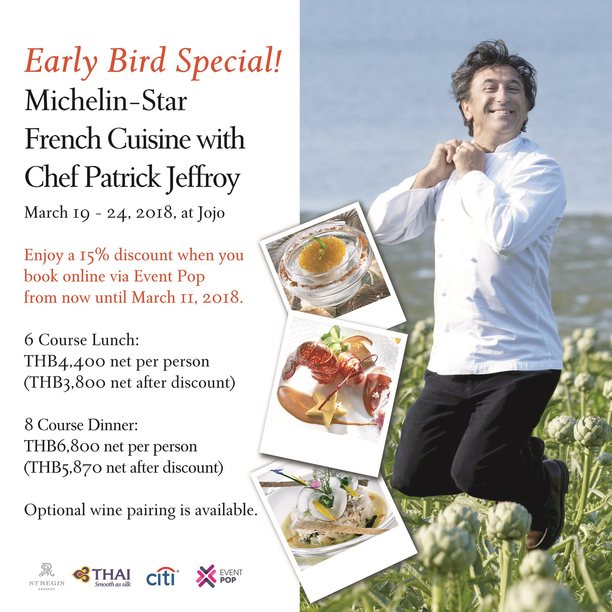 Early Bird Special!
Michelin-Star
French Cuisine with
Chef Patrick Jeffroy
March 19 - 24, 2018, at Jojo
Enjoy a 15% discount when you
book online via Event Pop
from now until March 11, 2018.
6 Course Lunch:
THB4,400 net per person
(THB3,800 net after discount)
8 Course Dinner:
THB6,800 net per person
(THB5,870 net after discount)
Optional wine pairing is available.
ST REGIS
BANGKOK
THAI
Smooth as silk
citi
EVENT
POP